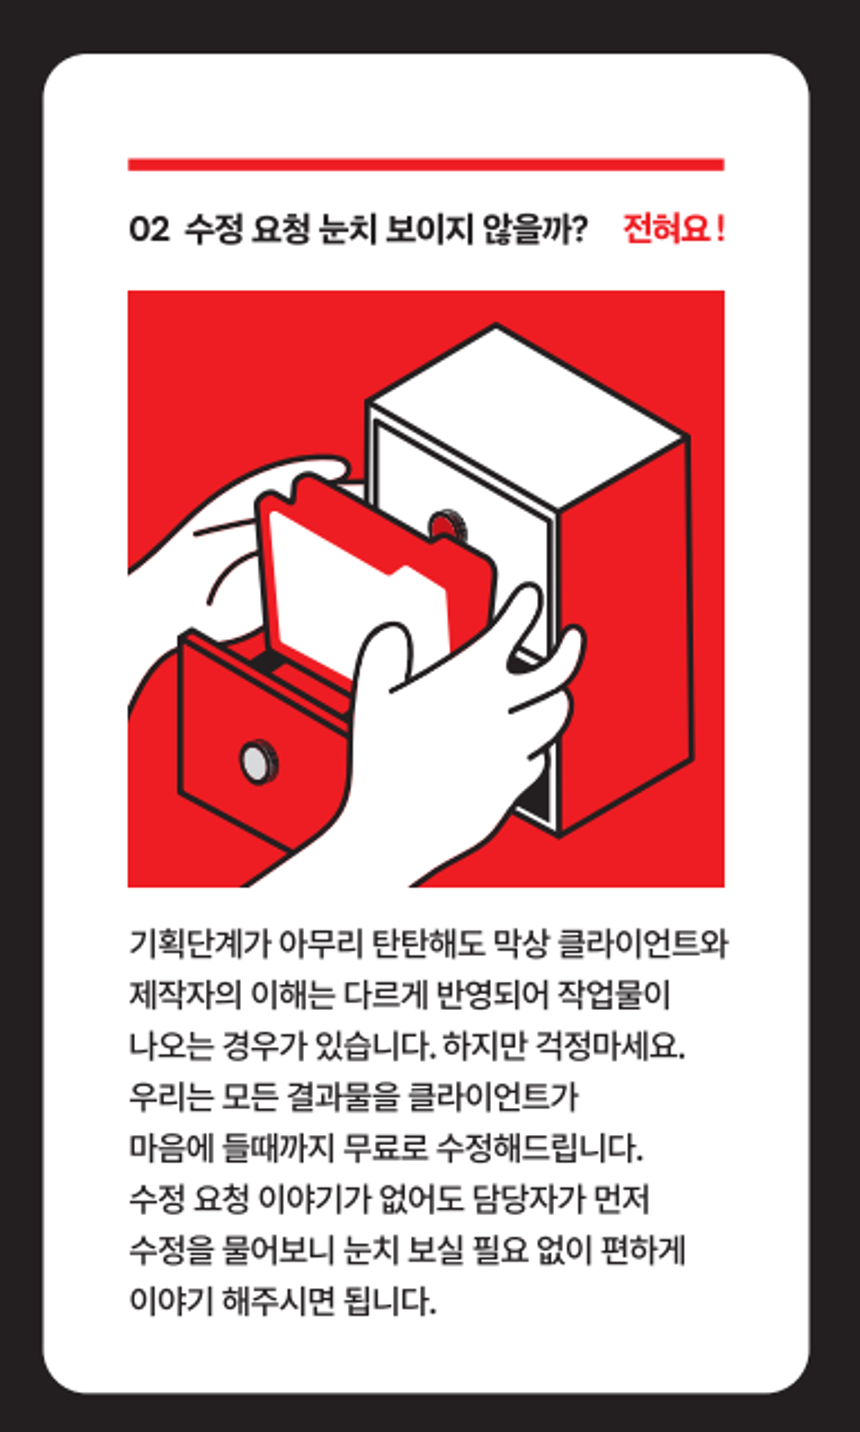 02 수정 요청 눈치 보이지 않을까? 전혀요!
기획단계가 아무리 탄탄해도 막상 클라이언트와
제작자의 이해는 다르게 반영되어 작업물이
나오는 경우가 있습니다. 하지만 걱정마세요.
우리는 모든 결과물을 클라이언트가
마음에 들때까지 무료로 수정해드립니다.
수정 요청 이야기가 없어도 담당자가 먼저
수정을 물어보니 눈치 보실 필요 없이 편하게
이야기 해주시면 됩니다.